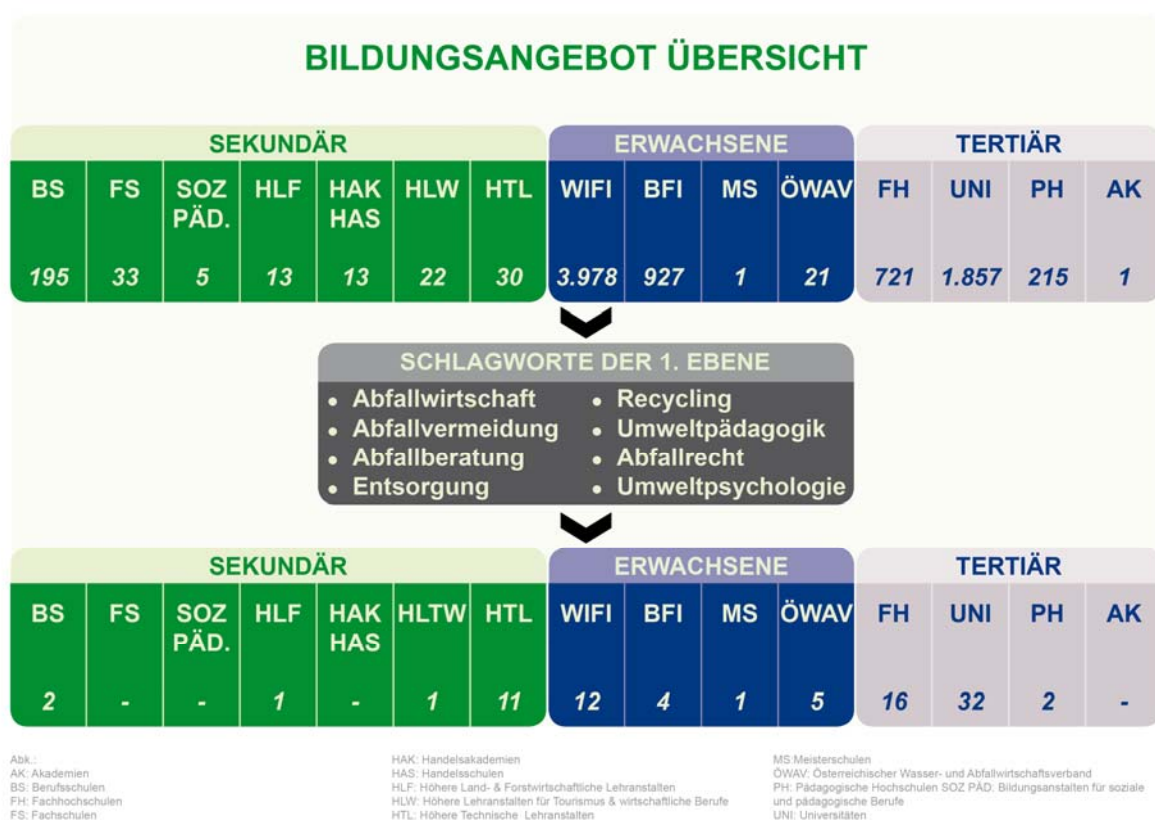 BILDUNGSANGEBOT ÜBERSICHT
SEKUNDÄR ERWACHSENE TERTIÄR
BS FS SOZ PÄD. HLF HAK HAS HLW HTL WIFI BFI MS ÖWAV FH UNI PH AK
195 33 5 13 13 22 30 3.978 927 1 21 721 1.857 215 1
SCHLAGWORTE DER 1. EBENE
• Abfallwirtschaft
• Abfallvermeidung
• Abfallberatung
• Entsorgung
• Recycling
• Umweltpädagogik
• Abfallrecht
• Umweltpsychologie
SEKUNDÄR ERWACHSENE TERTIÄR
BS FS SOZ PÄD. HLF HAK HAS HLTW HTL WIFI BFI MS ÖWAV FH UNI PH AK
2 - - 1 - 1 11 12 4 1 5 16 32 2 -
Abk.:
AK: Akademien
BS: Berufsschulen
FH: Fachhochschulen
FS: Fachschulen
HAK: Handelsakademien
HAS: Handelsschulen
HLF: Höhere Land- & Forstwirtschaftliche Lehranstalten
HLW: Höhere Lehranstalten für Tourismus & wirtschaftliche Berufe
HTL: Höhere Technische Lehranstalten
MS:Meisterschulen
ÖWAV: Österreichischer Wasser- und Abfallwirtschaftsverband
PH: Pädagogische Hochschulen SOZ PÄD: Bildungsanstalten für soziale
und pädagogische Berufe
UNI: Universitäten